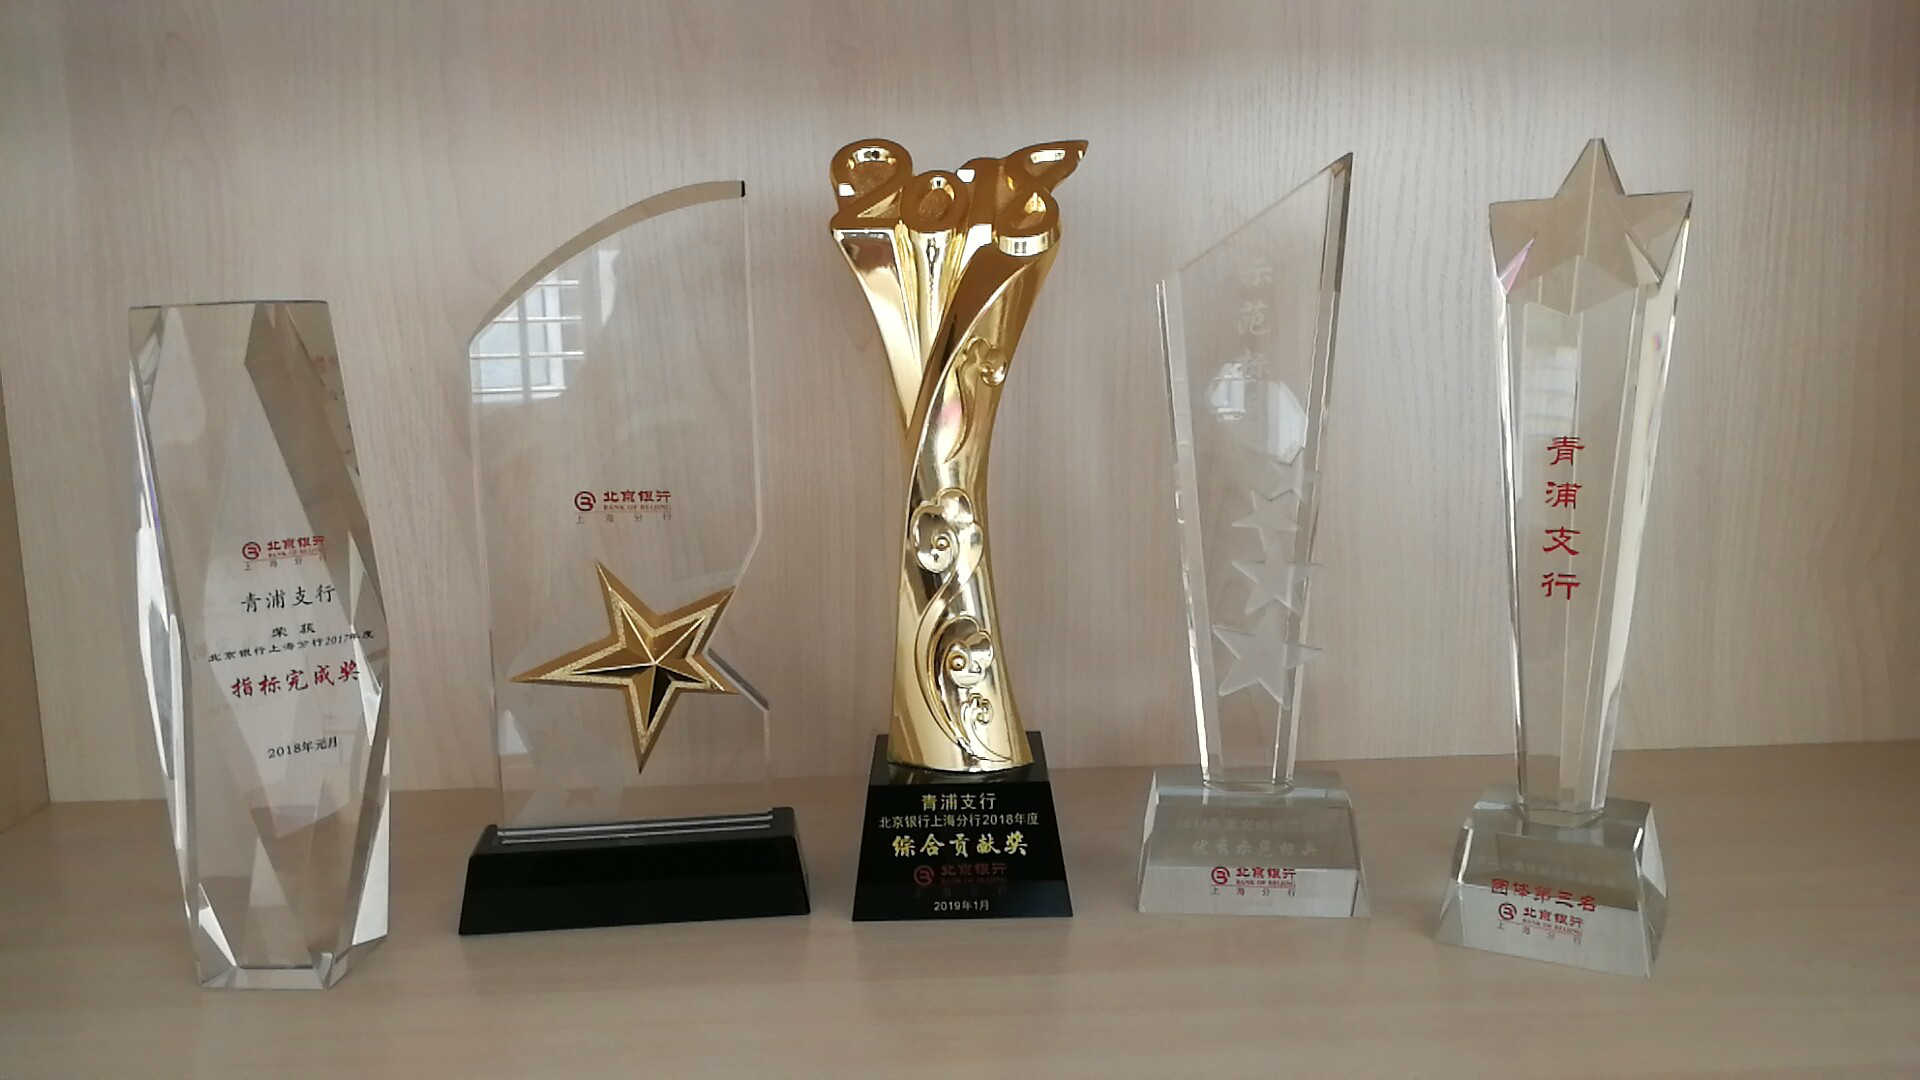 北京银行
BANK OF BEIJING
上海分行
青浦支行
荣获
北京银行上海分行2017年度
指标完成奖
2018年元月
北京银行
BANK OF BEIJING
上海分行
2018
青浦支行
北京银行上海分行2018年度
综合贡献奖
北京银行
2019年1月
示范标
优秀示范标兵
北京银行
BANK OF BEIJING
上海分行
青浦支行
团体第三名
北京银行
BANK OF BEIJING
上海分行